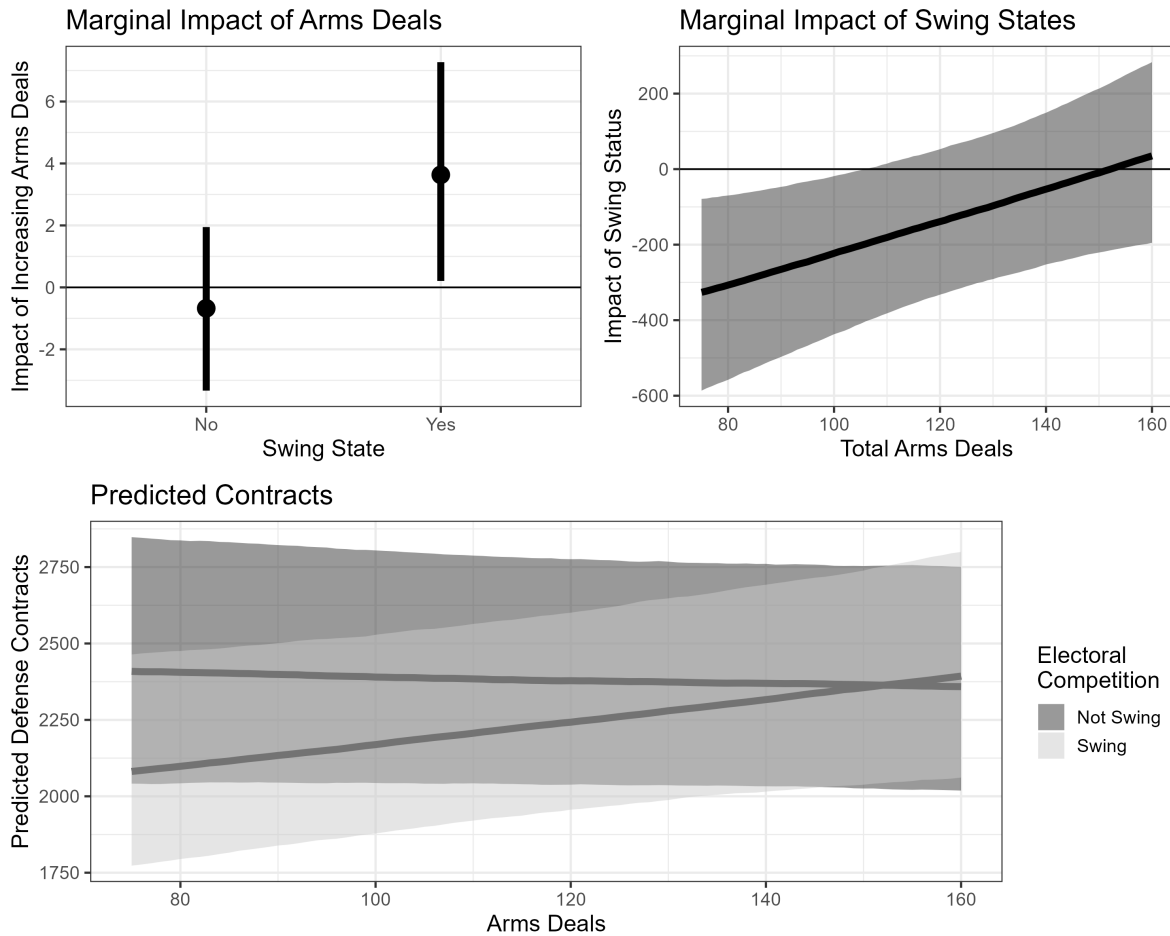 Marginal Impact of Arms Deals
Impact of Increasing Arms Deals
6
4
2
0
-2
No Yes
Swing State
Marginal Impact of Swing States
Impact of Swing Status
200
0
-200
-400
-600
80 100 120 140 160
Total Arms Deals
Predicted Contracts
Predicted Defense Contracts
2750
2500
2250
2000
1750
80 100 120 140 160
Arms Deals
Electoral
Competition
Not Swing
Swing